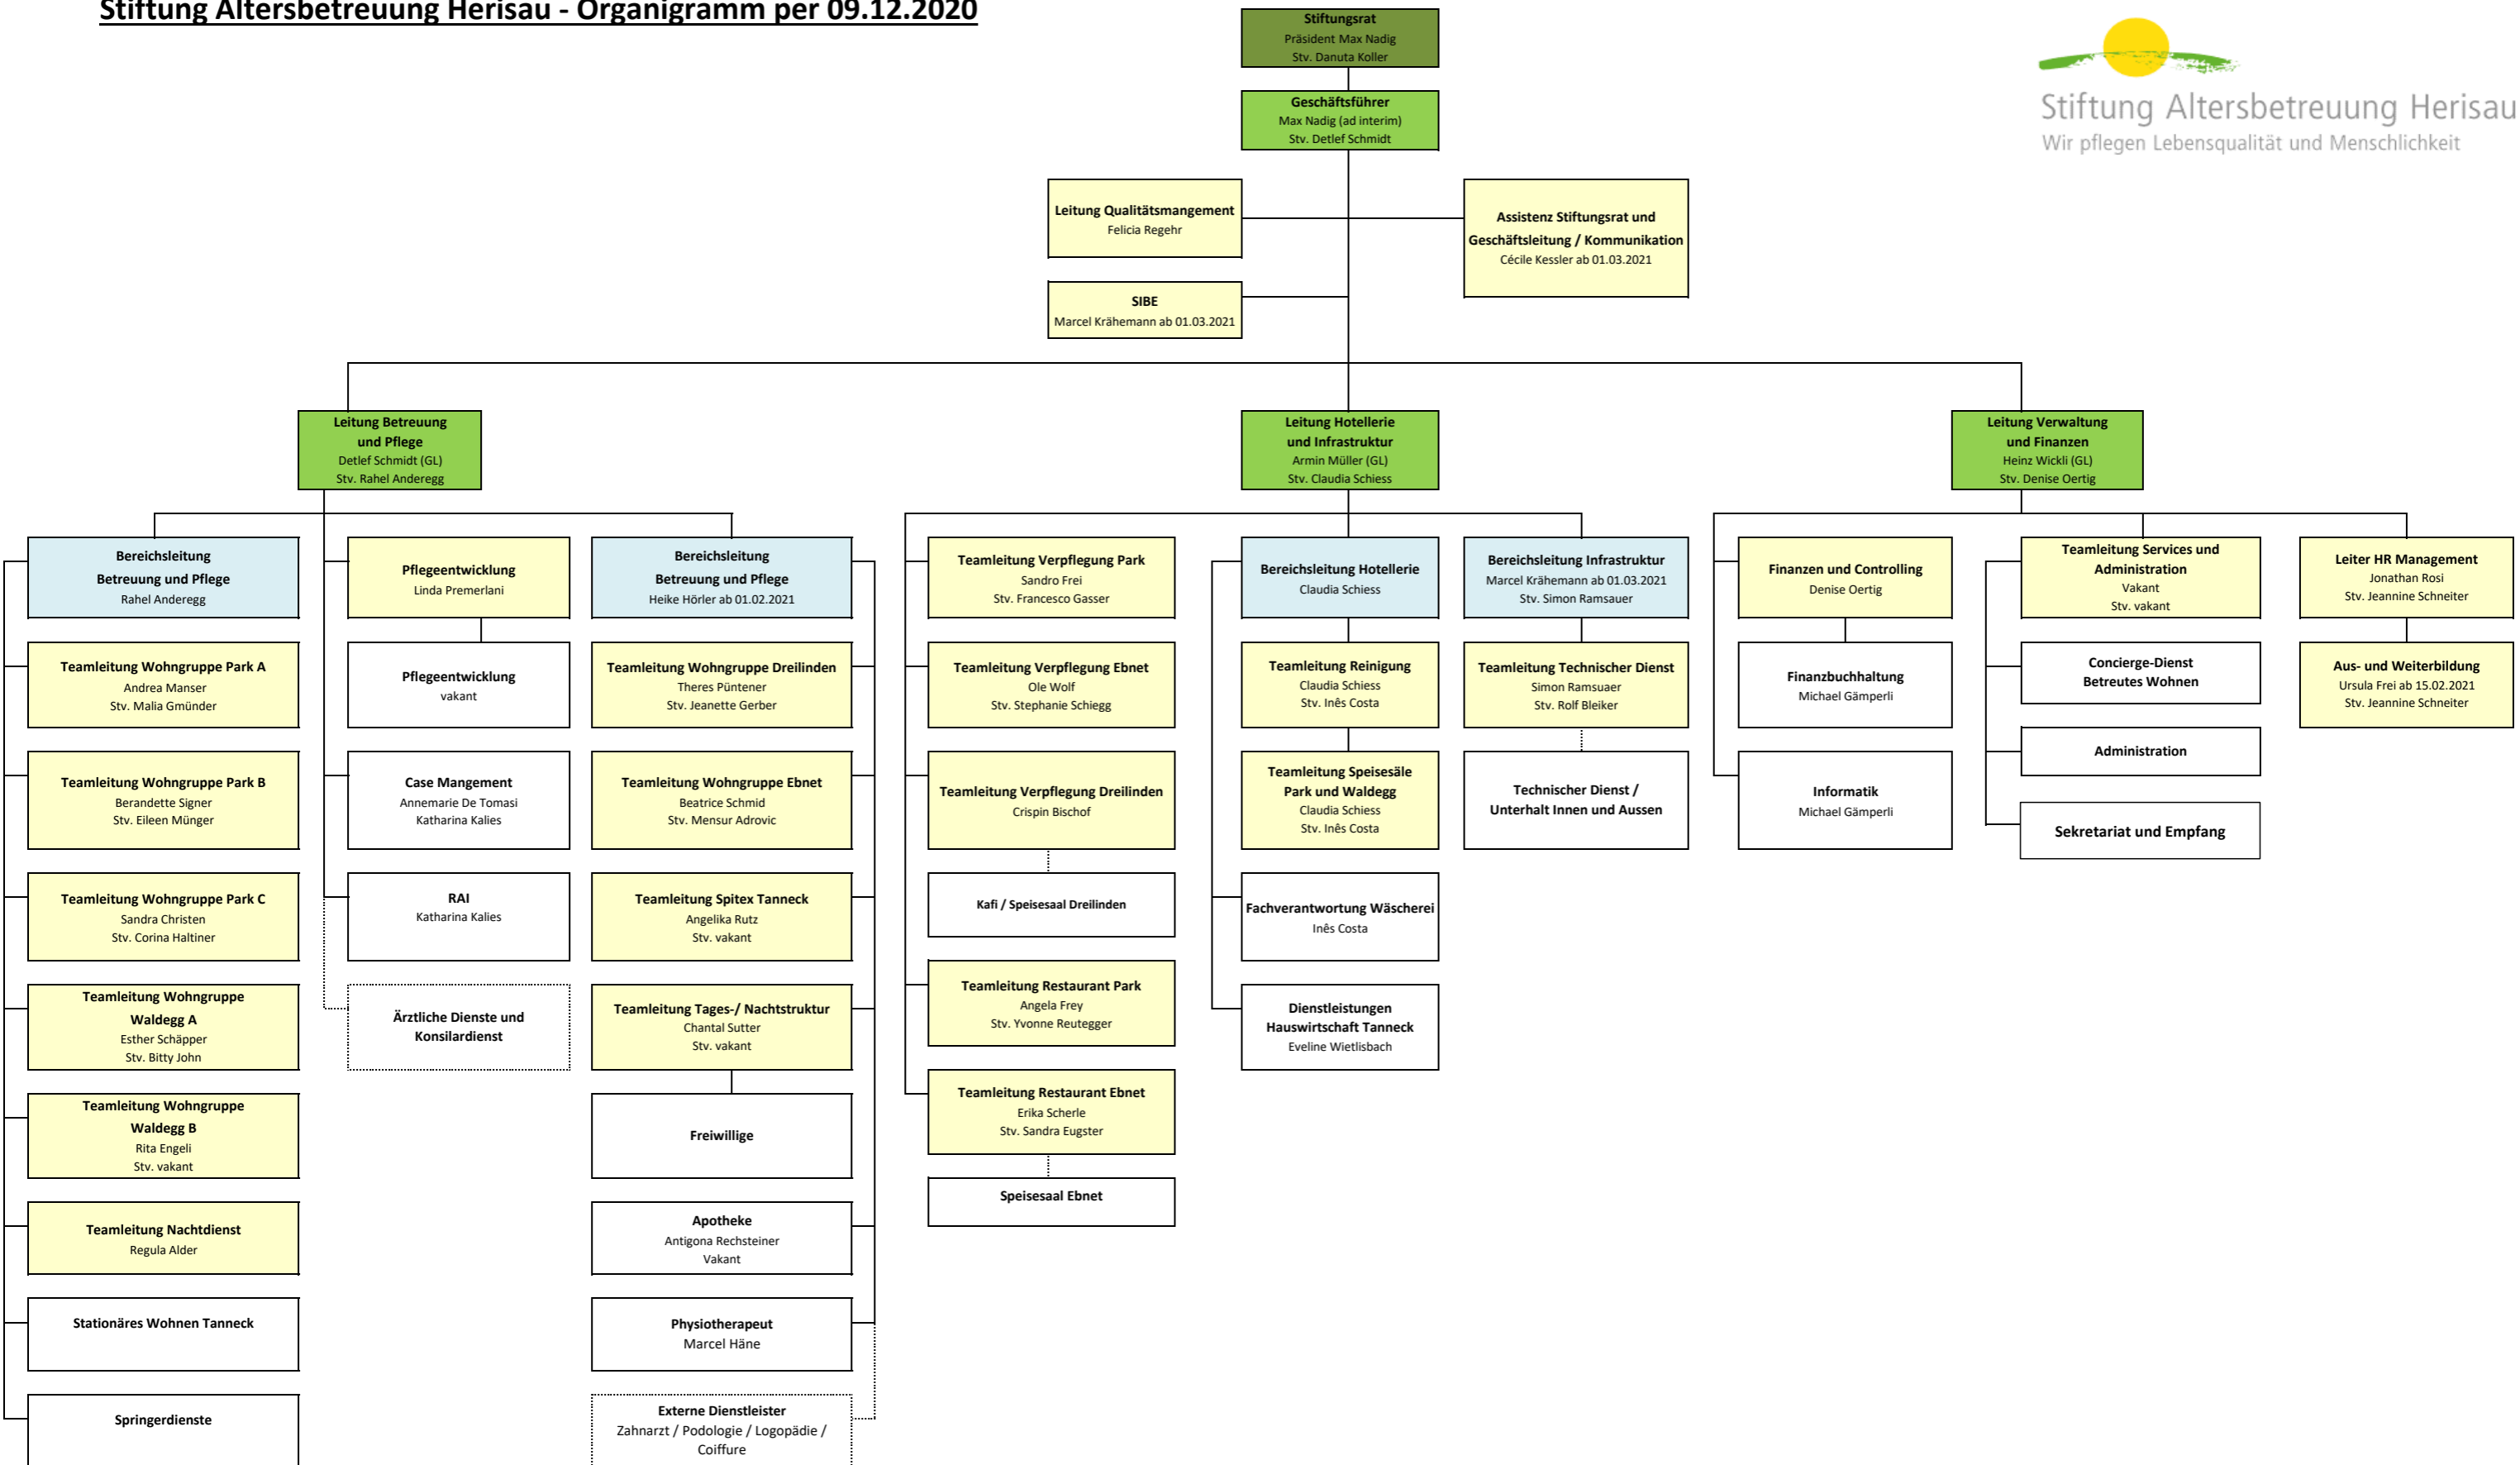 Stiftung Altersbetreuung Herisau - Organigramm per 09.12.2020
Stiftungsrat
Präsident Max Nadig
Stv. Danuta Koller
Stiftung Altersbetreuung Herisau
Wir pflegen Lebensqualität und Menschlichkeit
Geschäftsführer
Max Nadig (ad interim)
Stv. Detlef Schmidt
Leitung Qualitätsmangement
Felicia Regehr
Assistenz Stiftungsrat und
Geschäftsleitung / Kommunikation
Cécile Kessler ab 01.03.2021
SIBE
Marcel Krähemann ab 01.03.2021
Leitung Betreuung
und Pflege
Detlef Schmidt (GL)
Stv. Rahel Anderegg
Leitung Hotellerie
und Infrastruktur
Armin Müller (GL)
Stv. Claudia Schiess
Leitung Verwaltung
und Finanzen
Heinz Wickli (GL)
Stv. Denise Oertig
Bereichsleitung
Betreuung und Pflege
Rahel Anderegg
Teamleitung Wohngruppe Park A
Andrea Manser
Stv. Malia Gmünder
Teamleitung Wohngruppe Park B
Berandette Signer
Stv. Eileen Münger
Teamleitung Wohngruppe Park C
Sandra Christen
Stv. Corina Haltiner
Teamleitung Wohngruppe
Waldegg A
Esther Schäpper
Stv. Bitty John
Teamleitung Wohngruppe
Waldegg B
Rita Engeli
Stv. vakant
Teamleitung Nachtdienst
Regula Alder
Stationäres Wohnen Tanneck
Springerdienste
Pflegeentwicklung
Linda Premerlani
Pflegeentwicklung
vakant
Case Mangement
Annemarie De Tomasi
Katharina Kalies
RAI
Katharina Kalies
Ärztliche Dienste und
Konsilardienst
Bereichsleitung
Betreuung und Pflege
Heike Hörler ab 01.02.2021
Teamleitung Wohngruppe Dreilinden
Theres Püntener
Stv. Jeanette Gerber
Teamleitung Wohngruppe Ebnet
Beatrice Schmid
Stv. Mensur Adrovic
Teamleitung Spitex Tanneck
Angelika Rutz
Stv. vakant
Teamleitung Tages-/ Nachtstruktur
Chantal Sutter
Stv. vakant
Freiwillige
Apotheke
Antigona Rechsteiner
Vakant
Physiotherapeut
Marcel Häne
Externe Dienstleister
Zahnarzt / Podologie / Logopädie /
Coiffure
Teamleitung Verpflegung Park
Sandro Frei
Stv. Francesco Gasser
Teamleitung Verpflegung Ebnet
Ole Wolf
Stv. Stephanie Schiegg
Teamleitung Verpflegung Dreilinden
Crispin Bischof
Kafi / Speisesaal Dreilinden
Teamleitung Restaurant Park
Angela Frey
Stv. Yvonne Reutegger
Teamleitung Restaurant Ebnet
Erika Scherle
Stv. Sandra Eugster
Speisesaal Ebnet
Bereichsleitung Hotellerie
Claudia Schiess
Teamleitung Reinigung
Claudia Schiess
Stv. Inês Costa
Teamleitung Speisesäle
Park und Waldegg
Claudia Schiess
Stv. Inês Costa
Fachverantwortung Wäscherei
Inês Costa
Dienstleistungen
Hauswirtschaft Tanneck
Eveline Wietlisbach
Bereichsleitung Infrastruktur
Marcel Krähemann ab 01.03.2021
Stv. Simon Ramsauer
Teamleitung Technischer Dienst
Simon Ramsuaer
Stv. Rolf Bleiker
Technischer Dienst /
Unterhalt Innen und Aussen
Finanzen und Controlling
Denise Oertig
Finanzbuchhaltung
Michael Gämperli
Informatik
Michael Gämperli
Teamleitung Services und
Administration
Vakant
Stv. vakant
Concierge-Dienst
Betreutes Wohnen
Administration
Sekretariat und Empfang
Leiter HR Management
Jonathan Rosi
Stv. Jeannine Schneiter
Aus- und Weiterbildung
Ursula Frei ab 15.02.2021
Stv. Jeannine Schneiter